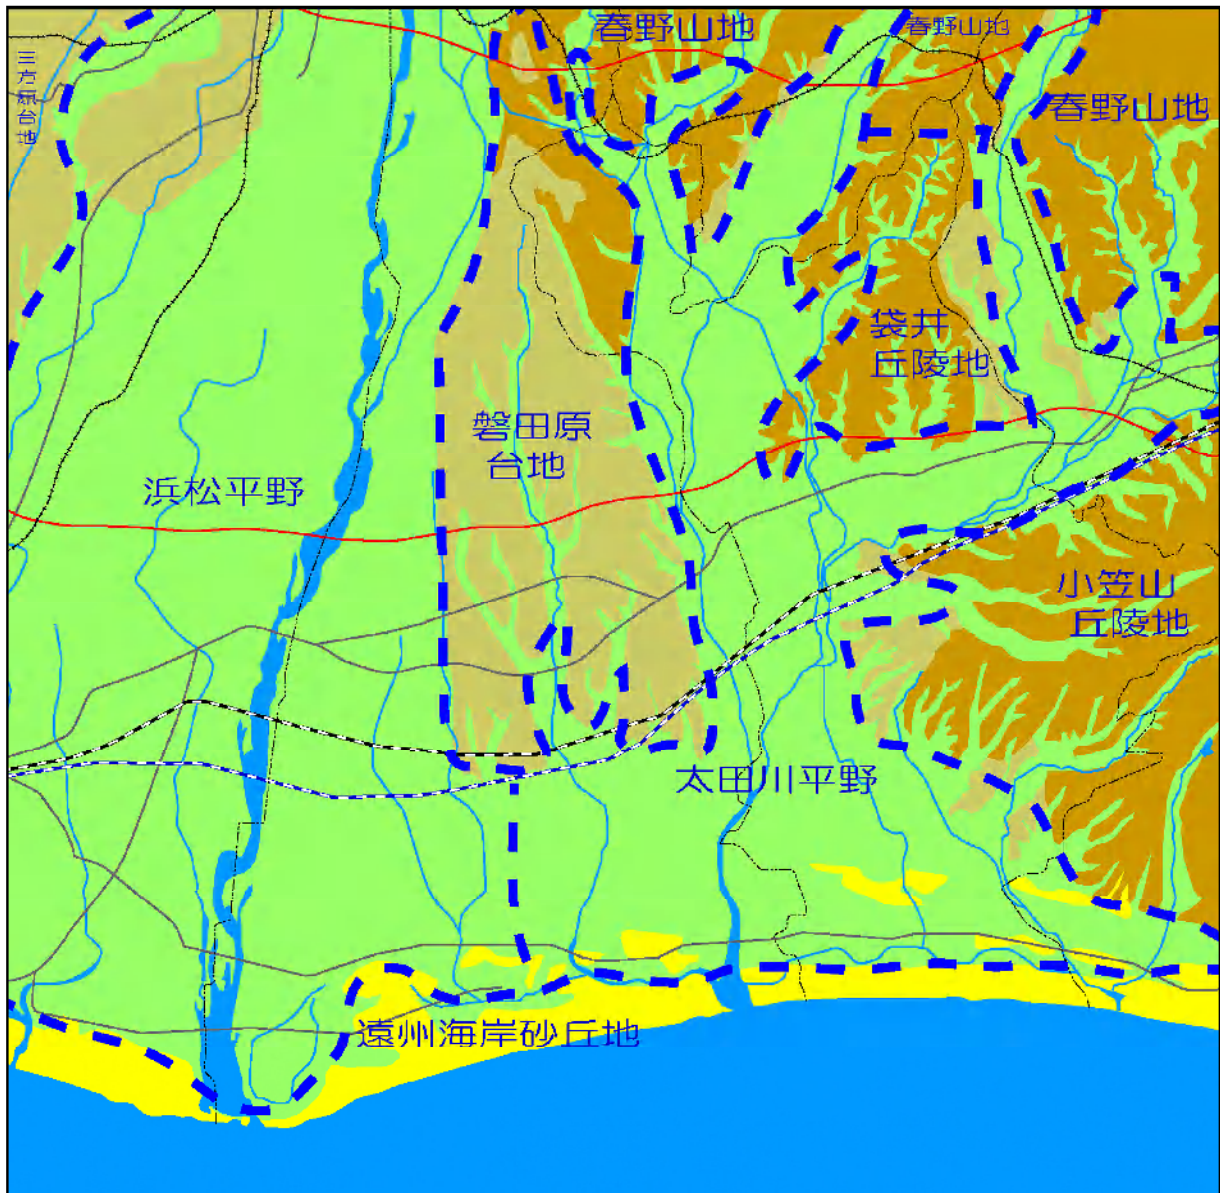 春野山地
春野山地
三方原台地
春野山地
袋井
丘陵地
磐田原
台地
浜松平野
小笠山
丘陵地
太田川平野
遠州海岸砂丘地